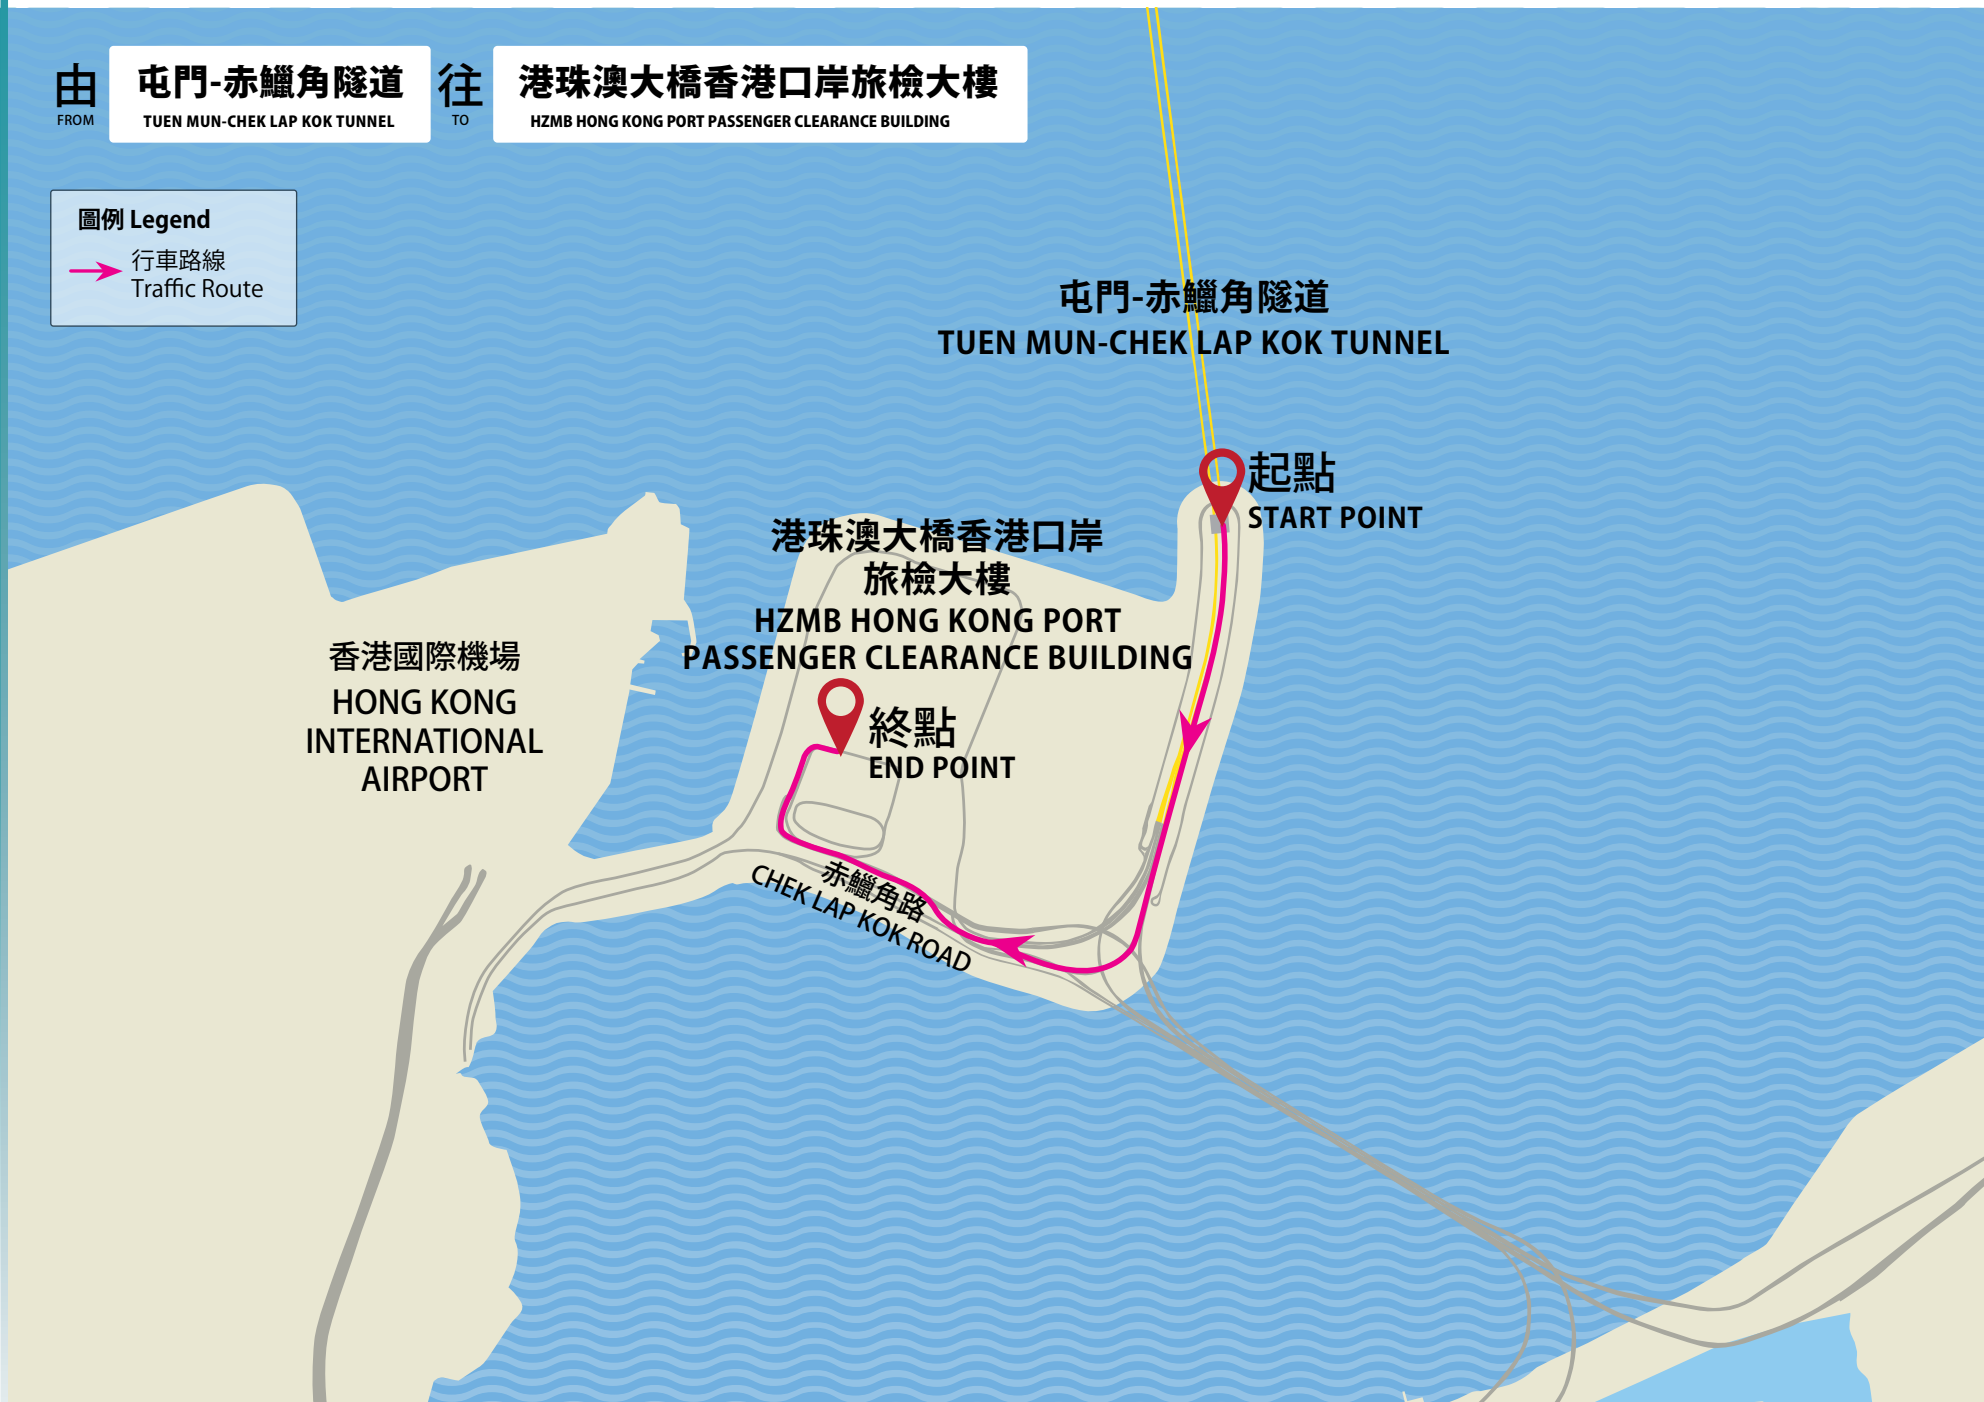 由 屯門-赤鱲角隧道 往 港珠澳大橋香港口岸旅檢大樓
FROM TUEN MUN-CHEK LAP KOK TUNNEL TO HZMB HONG KONG PORT PASSENGER CLEARANCE BUILDING
圖例 Legend
行車路線
Traffic Route
屯門-赤鱲角隧道
TUEN MUN-CHEK LAP KOK TUNNEL
起點
START POINT
港珠澳大橋香港口岸
旅檢大樓
HZMB HONG KONG PORT
PASSENGER CLEARANCE BUILDING
終點
END POINT
香港國際機場
HONG KONG
INTERNATIONAL
AIRPORT
赤鱲角路
CHEK LAP KOK ROAD